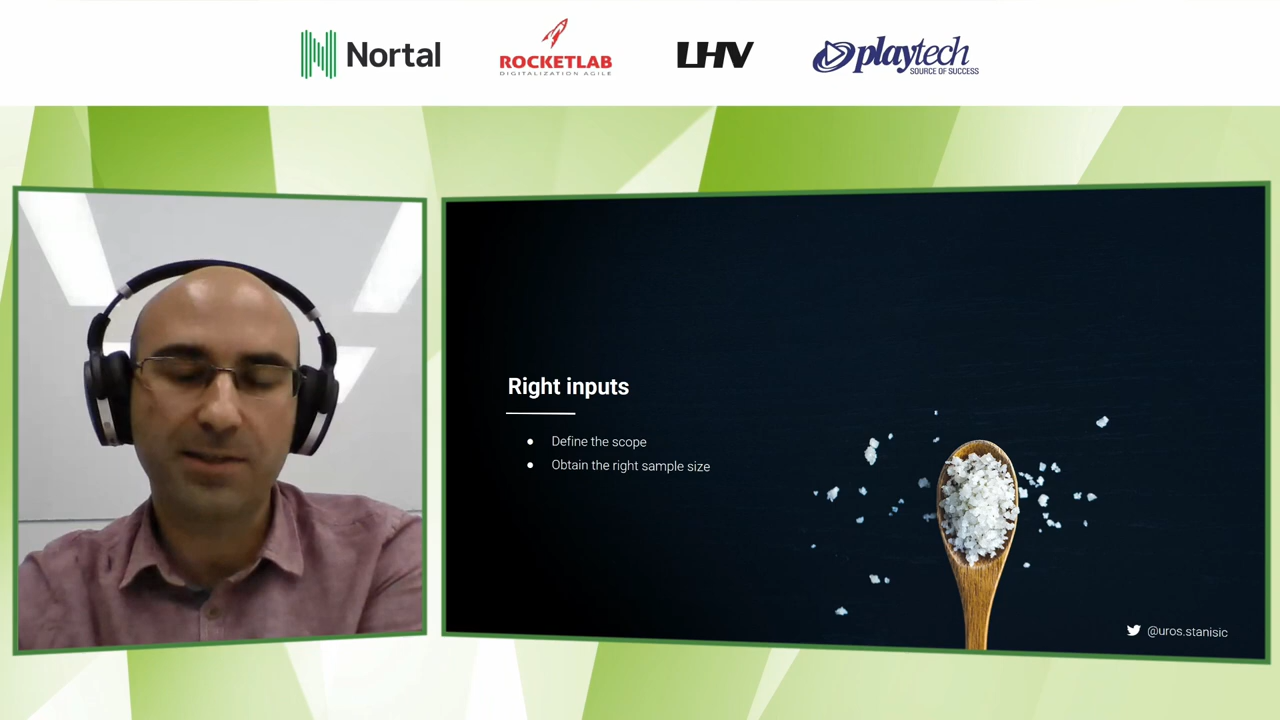 Nortal
ROCKETLAB
DIGITALIZATION AGILE
LHV
playtech
SOURCE OF SUCCESS
Right inputs
Define the scope
Obtain the right sample size
@uros.stanisic